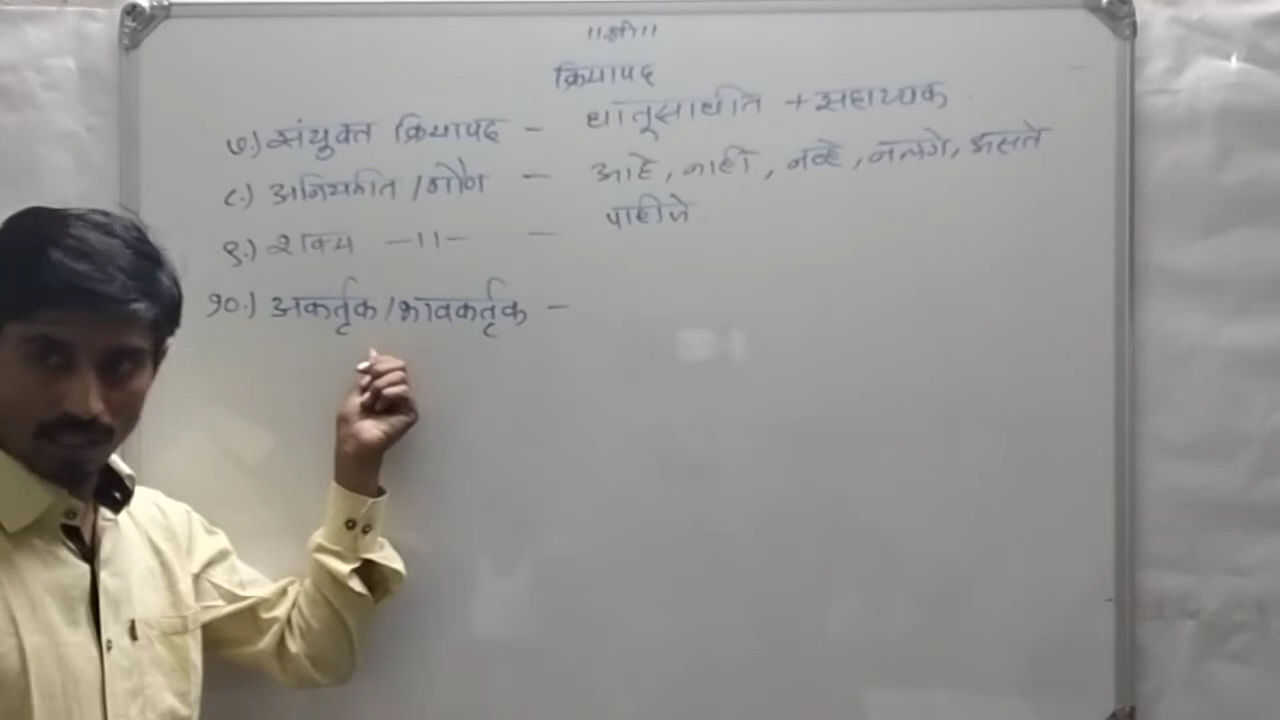 ॥श्री॥
क्रियापद
७.) संयुक्त क्रियापद - धातूसाधीत + सहाय्यक
८.) अनियमीत / गौण - आहे, नाही, नव्हे, नलगे, असते
पाहीजे
९.) शक्य -॥- -
१०.) अकर्तृक / भावकर्तृक -